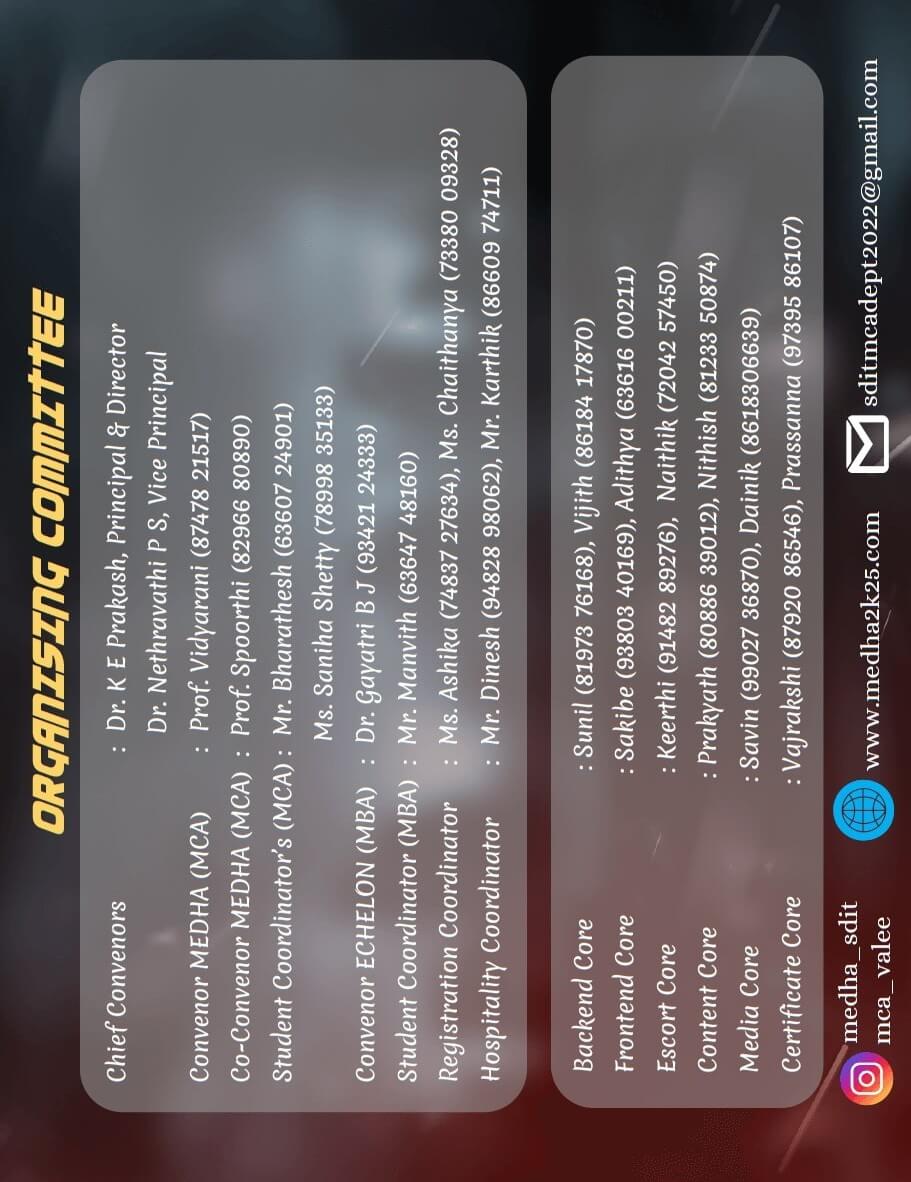 ORGANISING COMMITTEE
Chief Convenors : Dr. K E Prakash, Principal & Director
Dr. Nethravathi P S, Vice Principal
Convenor MEDHA (MCA) : Prof. Vidyarani (87478 21517)
Co-Convenor MEDHA (MCA) : Prof. Spoorthi (82966 80890)
Student Coordinator's (MCA) : Mr. Bharathesh (63607 24901)
Ms. Saniha Shetty (78998 35133)
Convenor ECHELON (MBA) : Dr. Gayatri B J (93421 24333)
Student Coordinator (MBA) : Mr. Manvith (63647 48160)
Registration Coordinator : Ms. Ashika (74837 27634), Ms. Chaithanya (73380 09328)
Hospitality Coordinator : Mr. Dinesh (94828 98062), Mr. Karthik (86609 74711)
Backend Core : Sunil (81973 76168), Vijith (86184 17870)
Frontend Core : Sakibe (93803 40169), Adithya (63616 00211)
Escort Core : Keerthi (91482 89276), Naithik (72042 57450)
Content Core : Prakyath (80886 39012), Nithish (81233 50874)
Media Core : Savin (99027 36870), Dainik (8618306639)
Certificate Core : Vajrakshi (87920 86546), Prassanna (97395 86107)
medha_sdit
mca_valee
www.medha2k25.com
sditmcadept2022@gmail.com